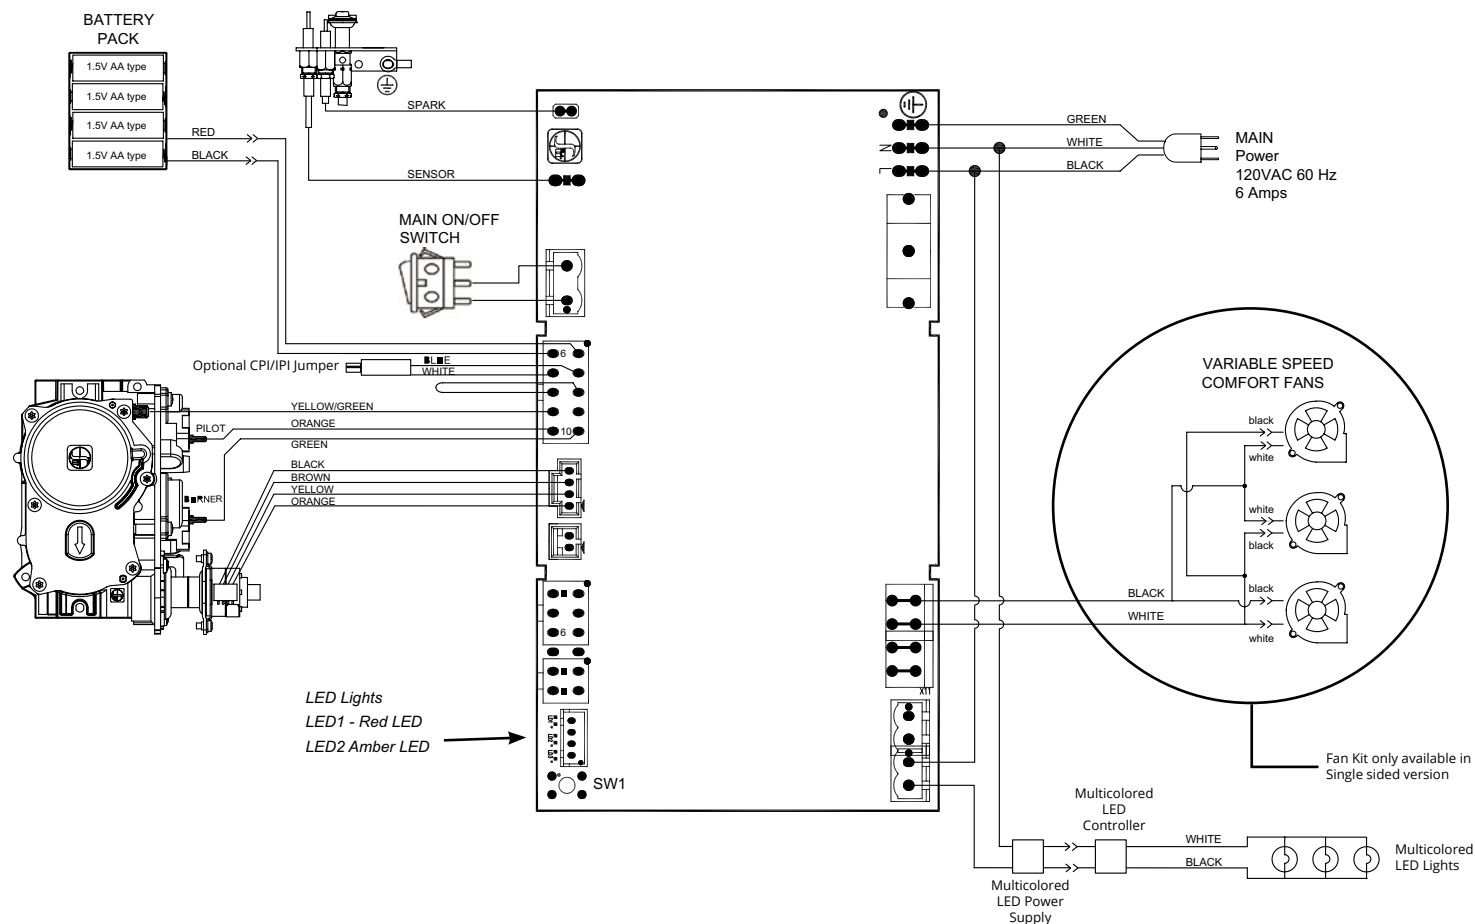 BATTERY
PACK
1.5V AA type
1.5V AA type
1.5V AA type
1.5V AA type
RED
BLACK
SPARK
SENSOR
MAIN ON/OFF
SWITCH
GREEN
N
WHITE
L
BLACK
MAIN
Power
120VAC 60 Hz
6 Amps
Optional CPI/IPI Jumper
BLUE
WHITE
6
YELLOW/GREEN
PILOT
ORANGE
10
GREEN
BLACK
BROWN
YELLOW
ORANGE
BURNER
6
VARIABLE SPEED
COMFORT FANS
black
white
white
black
black
white
BLACK
WHITE
X11
LED Lights
LED1 - Red LED
LED2 Amber LED
SW1
Fan Kit only available in
Single sided version
Multicolored
LED
Controller
WHITE
BLACK
Multicolored
LED Lights
Multicolored
LED Power
Supply